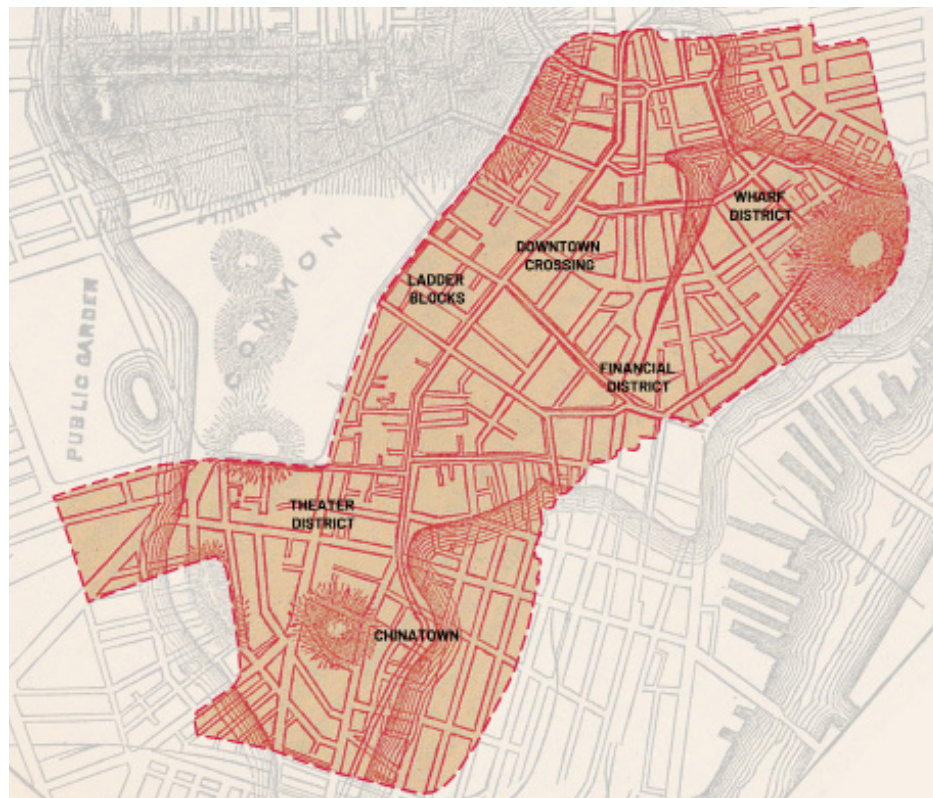 WHARF
DISTRICT
DOWNTOWN
CROSSING
LADDER
BLOCKS
COMMON
PUBLIC GARDEN
FINANCIAL
DISTRICT
THEATER
DISTRICT
CHINATOWN